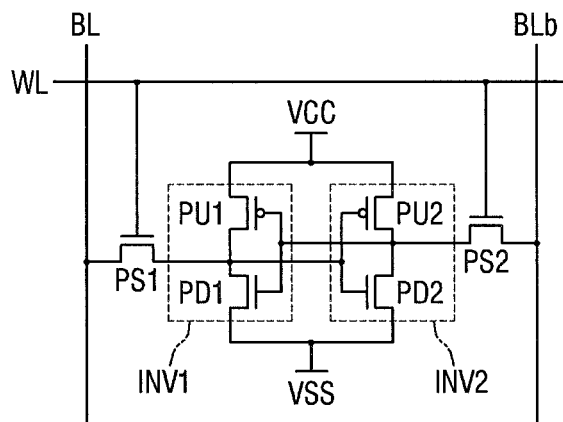 BL
BLb
WL
VCC
PU1
PU2
PS1
PS2
PD1
PD2
INV1
VSS
INV2